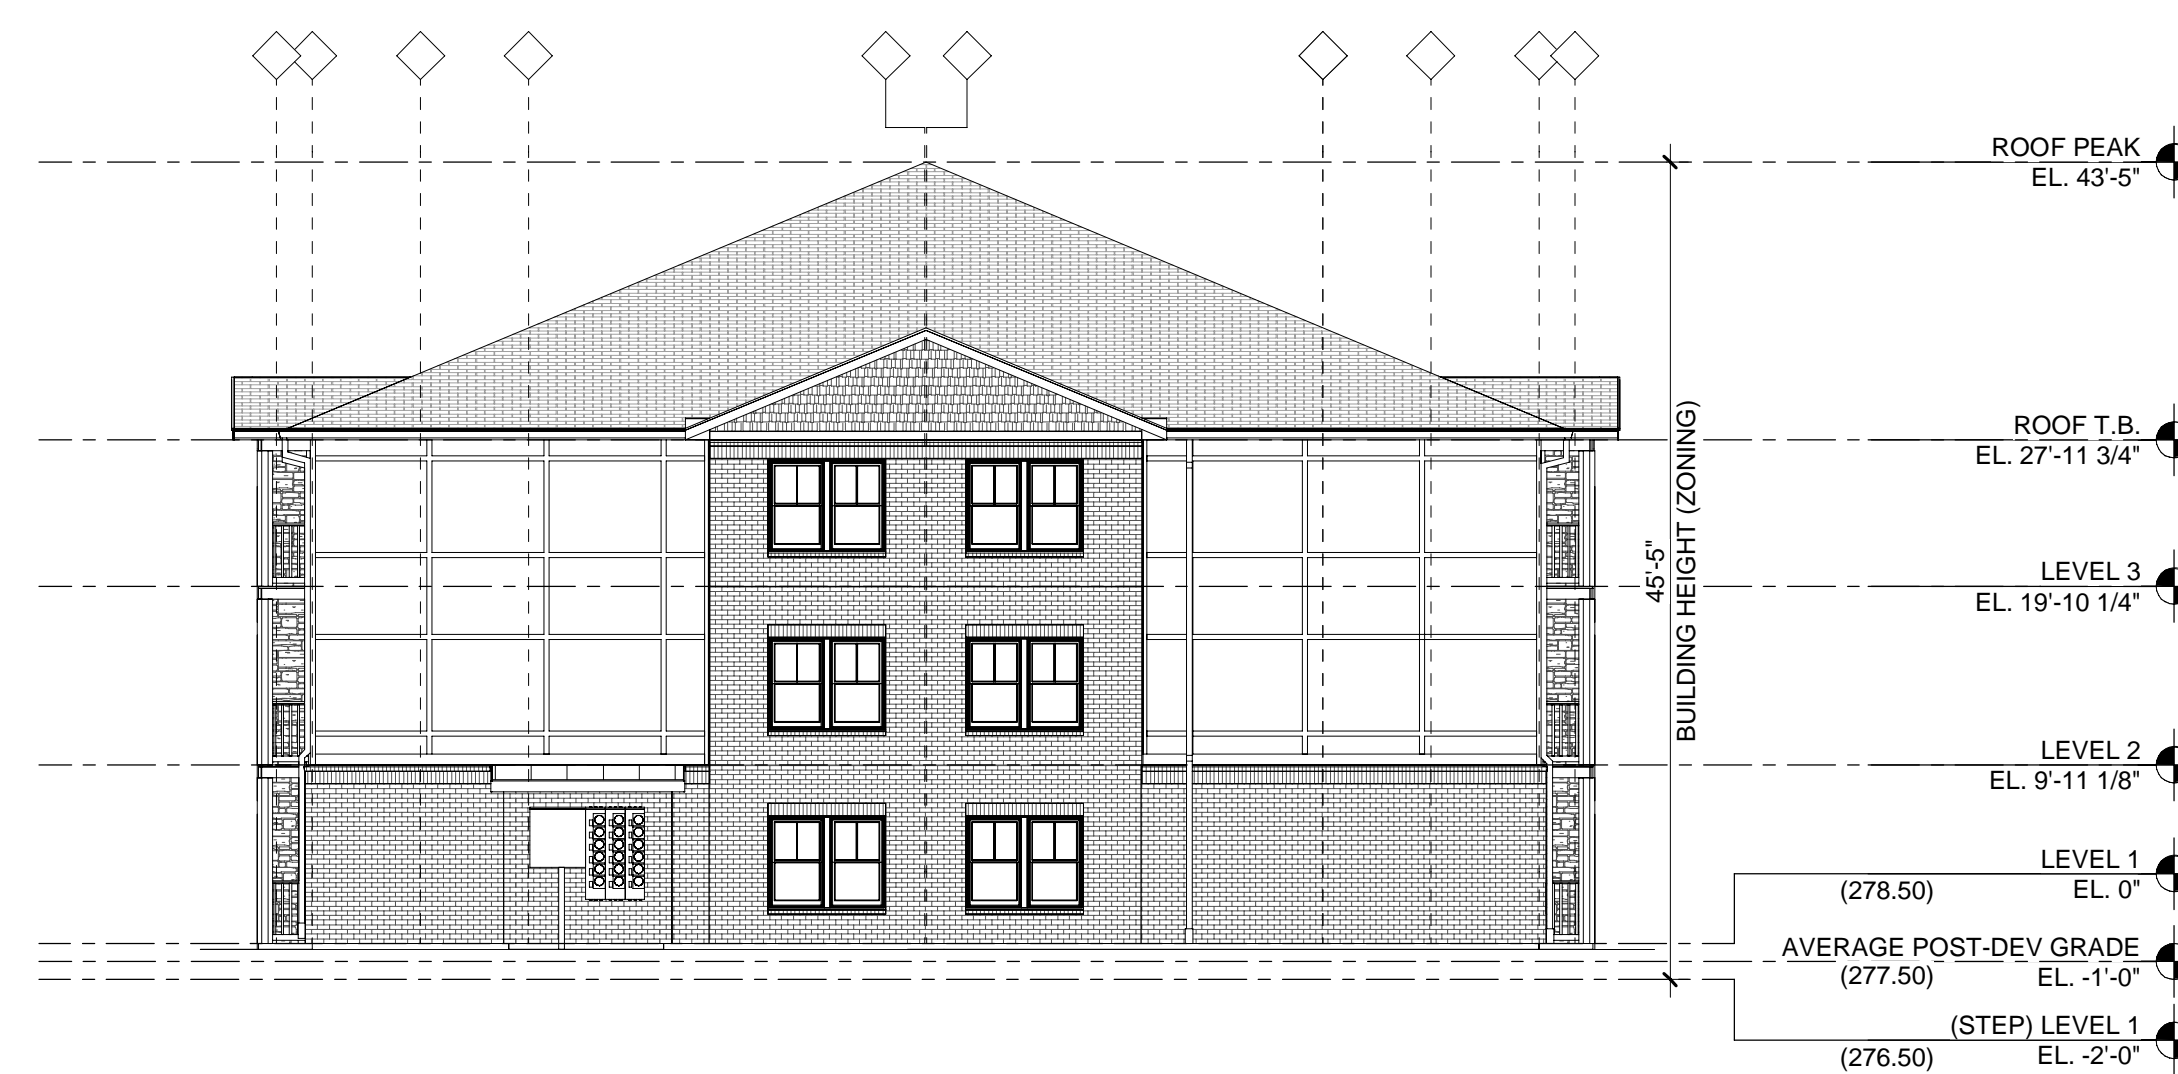 ROOF PEAK
EL. 43'-5"
ROOF T.B.
EL. 27'-11 3/4"
45'-5"
BUILDING HEIGHT (ZONING)
LEVEL 3
EL. 19'-10 1/4"
LEVEL 2
EL. 9'-11 1/8"
LEVEL 1
(278.50) EL. 0"
AVERAGE POST-DEV GRADE
(277.50) EL. -1'-0"
(STEP) LEVEL 1
(276.50) EL. -2'-0"